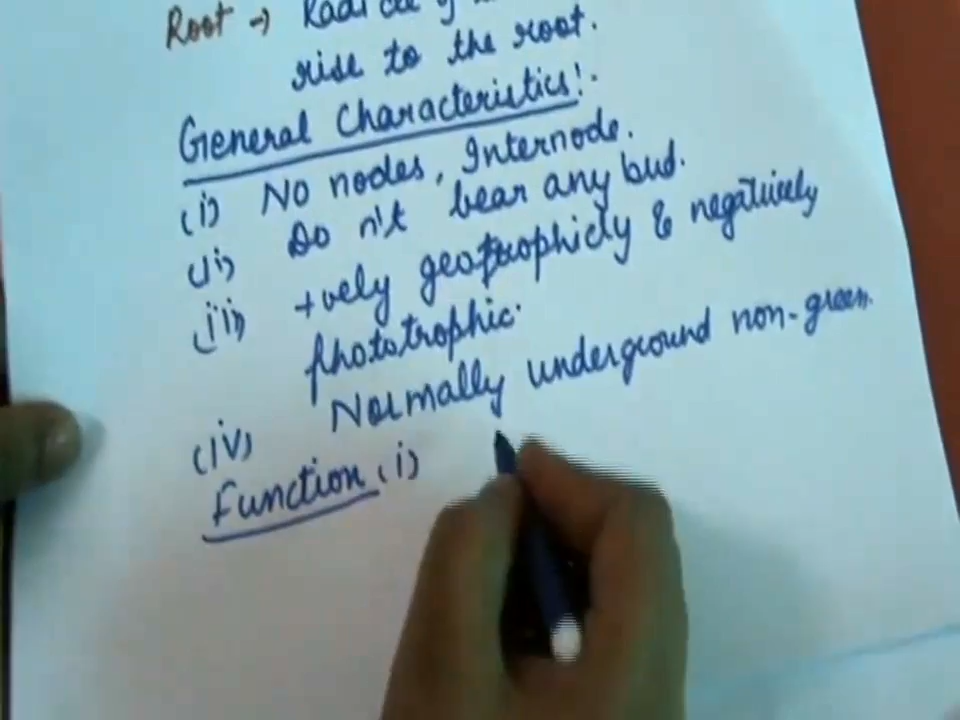 Root →
rise to the root.
General Characteristics:-
(i) No nodes, Internode.
(ii) Do n't bear any bud.
(iii) +vely geotrophicly & negatively
phototrophic.
(iv) Normally underground non-green.
Function (i)